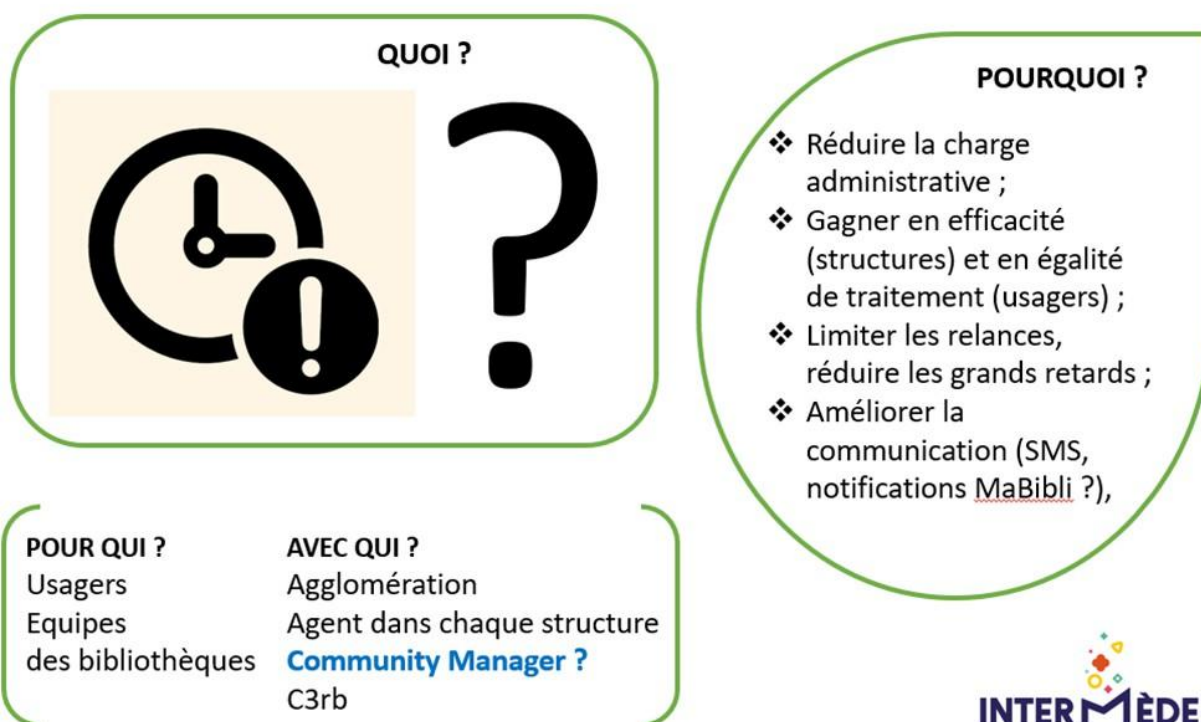 QUOI ?
?
POURQUOI ?
❖ Réduire la charge
administrative ;
❖ Gagner en efficacité
(structures) et en égalité
de traitement (usagers) ;
❖ Limiter les relances,
réduire les grands retards ;
❖ Améliorer la
communication (SMS,
notifications MaBibli ?),
POUR QUI ?
Usagers
Equipes
des bibliothèques
AVEC QUI ?
Agglomération
Agent dans chaque structure
Community Manager ?
C3rb
INTERMÈDE